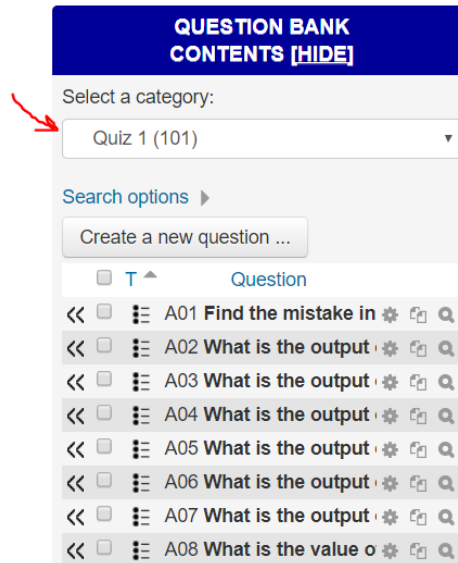 QUESTION BANK
CONTENTS [HIDE]
Select a category:
Quiz 1 (101)
Search options
Create a new question ...
T Question
A01 Find the mistake in
A02 What is the output
A03 What is the output
A04 What is the output
A05 What is the output
A06 What is the output
A07 What is the output
A08 What is the value